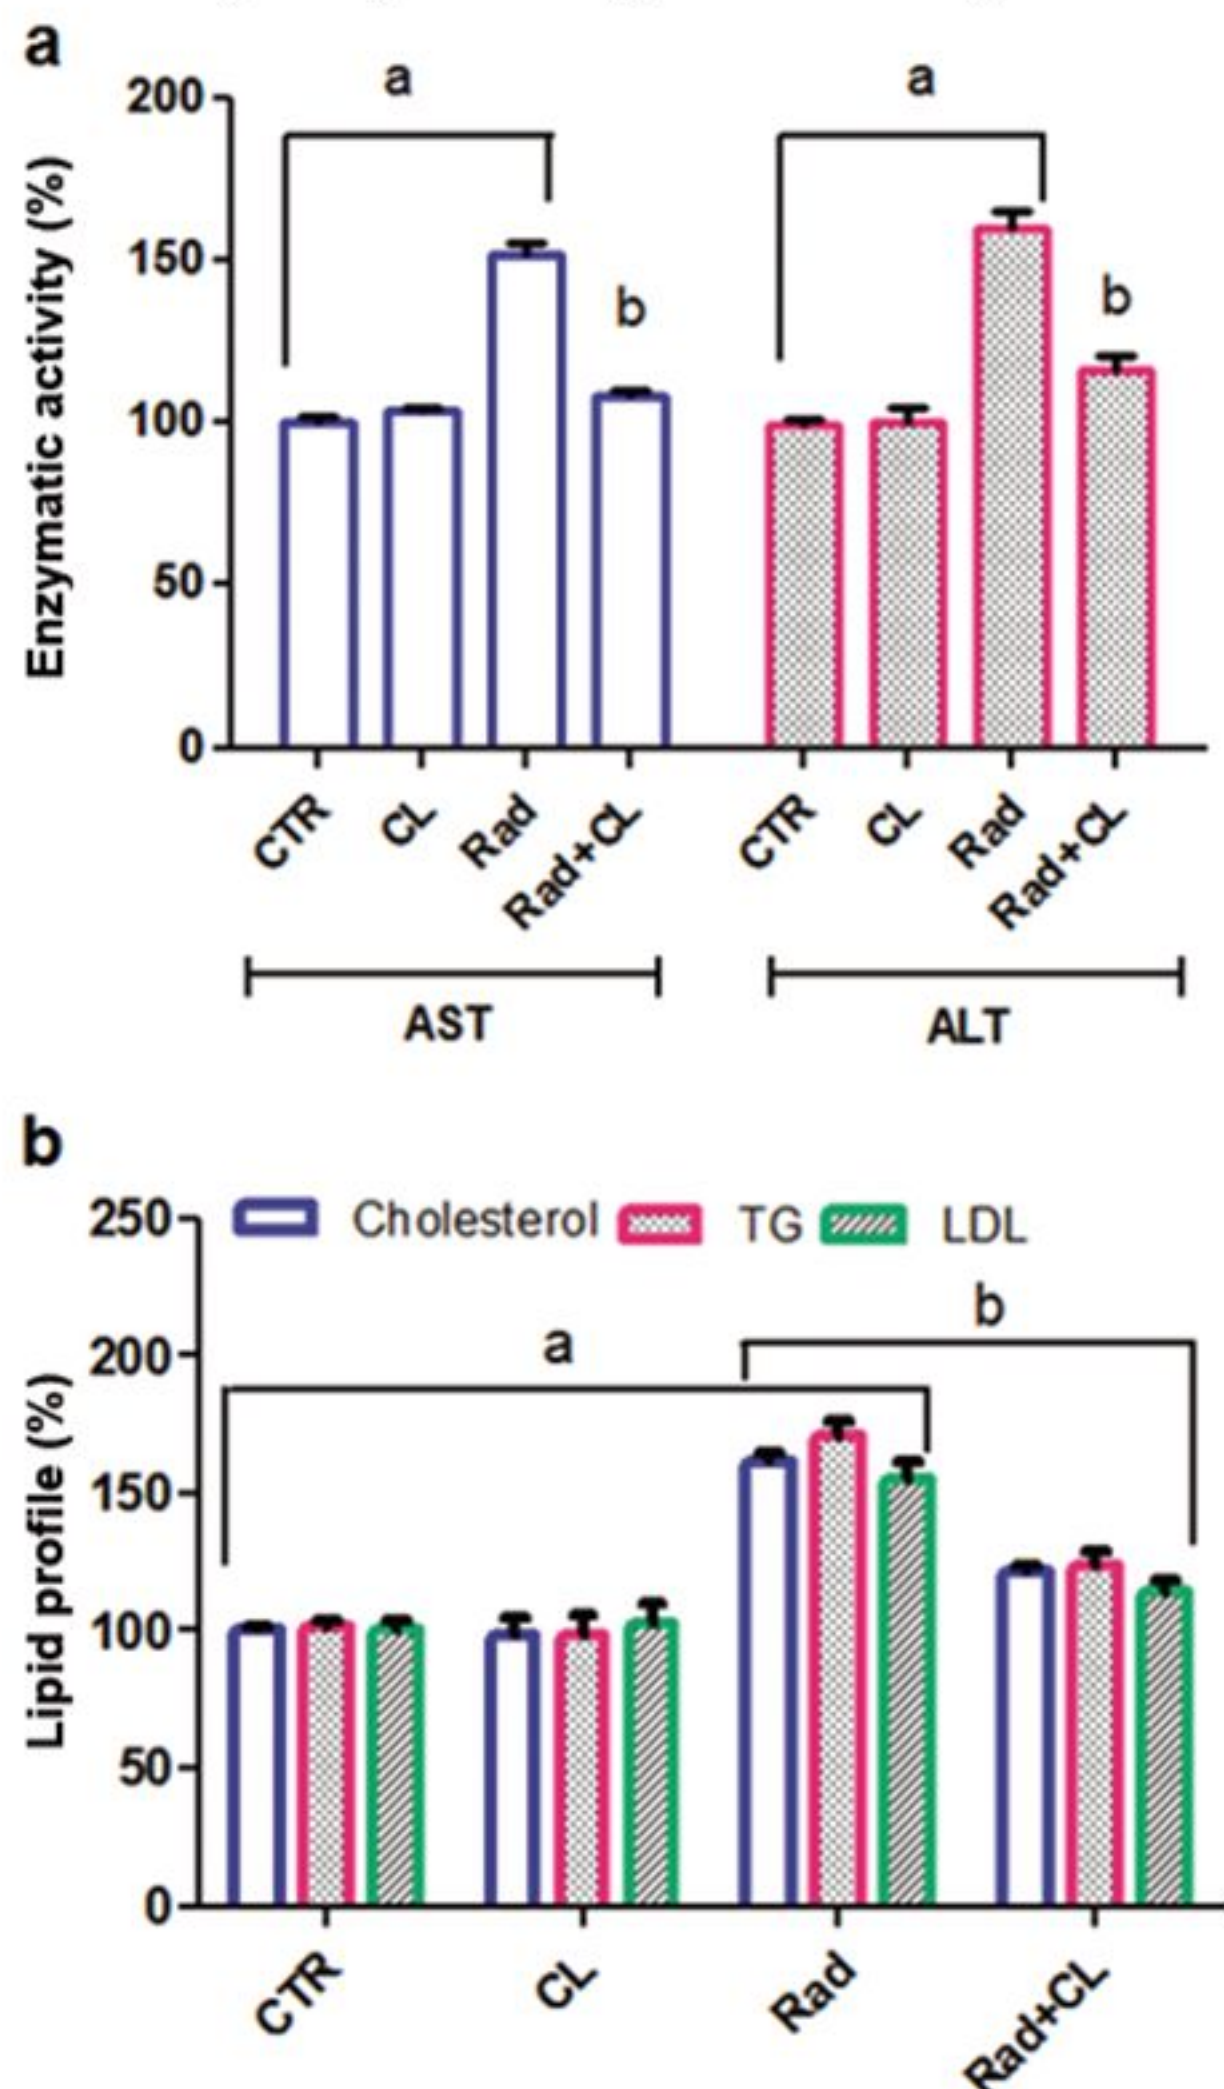 a
a a
200
150
100
50
0
b b
Enzymatic activity (%)
CTR CL Rad Rad+CL CTR CL Rad Rad+CL
AST ALT
b
Cholesterol TG LDL
250
200
150
100
50
0
a b
Lipid profile (%)
CTR CL Rad Rad+CL